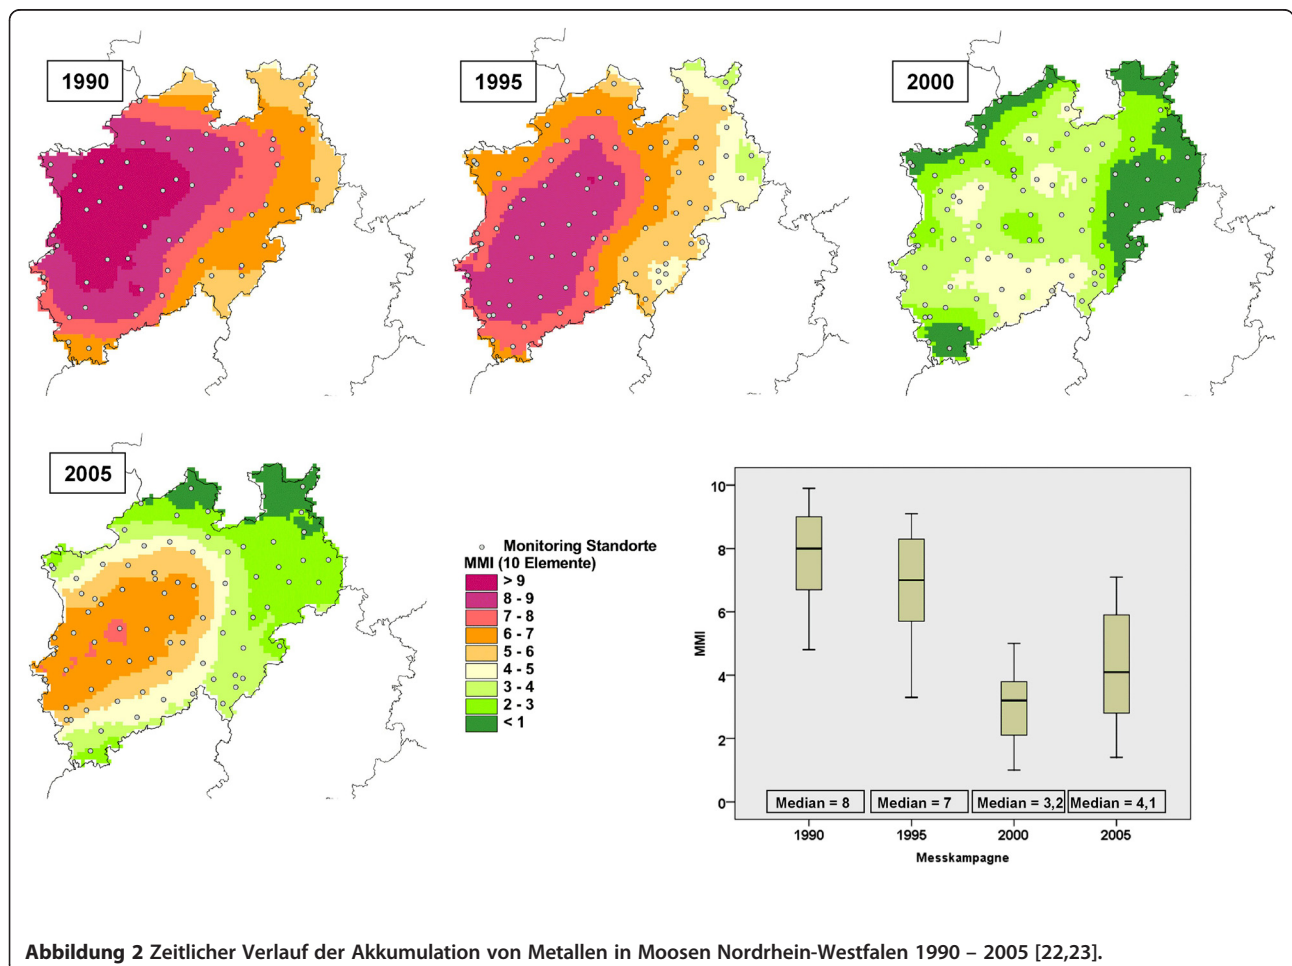 1990
1995
2000
2005
Monitoring Standorte
MMI (10 Elemente)
> 9
8 - 9
7 - 8
6 - 7
5 - 6
4 - 5
3 - 4
2 - 3
< 1
MMI
10
8
6
4
2
0
Median = 8
Median = 7
Median = 3,2
Median = 4,1
1990
1995
2000
2005
Messkampagne
Abbildung 2 Zeitlicher Verlauf der Akkumulation von Metallen in Moosen Nordrhein-Westfalen 1990 – 2005 [22,23].